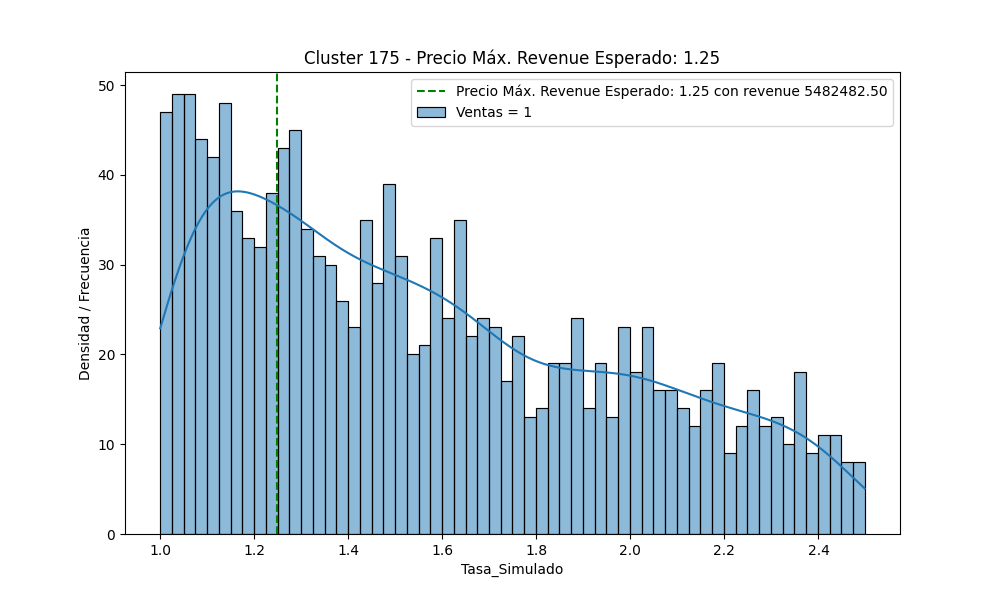 Cluster 175 - Precio Máx. Revenue Esperado: 1.25
Precio Máx. Revenue Esperado: 1.25 con revenue 5482482.50
Ventas = 1
Densidad / Frecuencia
50
40
30
20
10
0
1.0 1.2 1.4 1.6 1.8 2.0 2.2 2.4
Tasa_Simulado